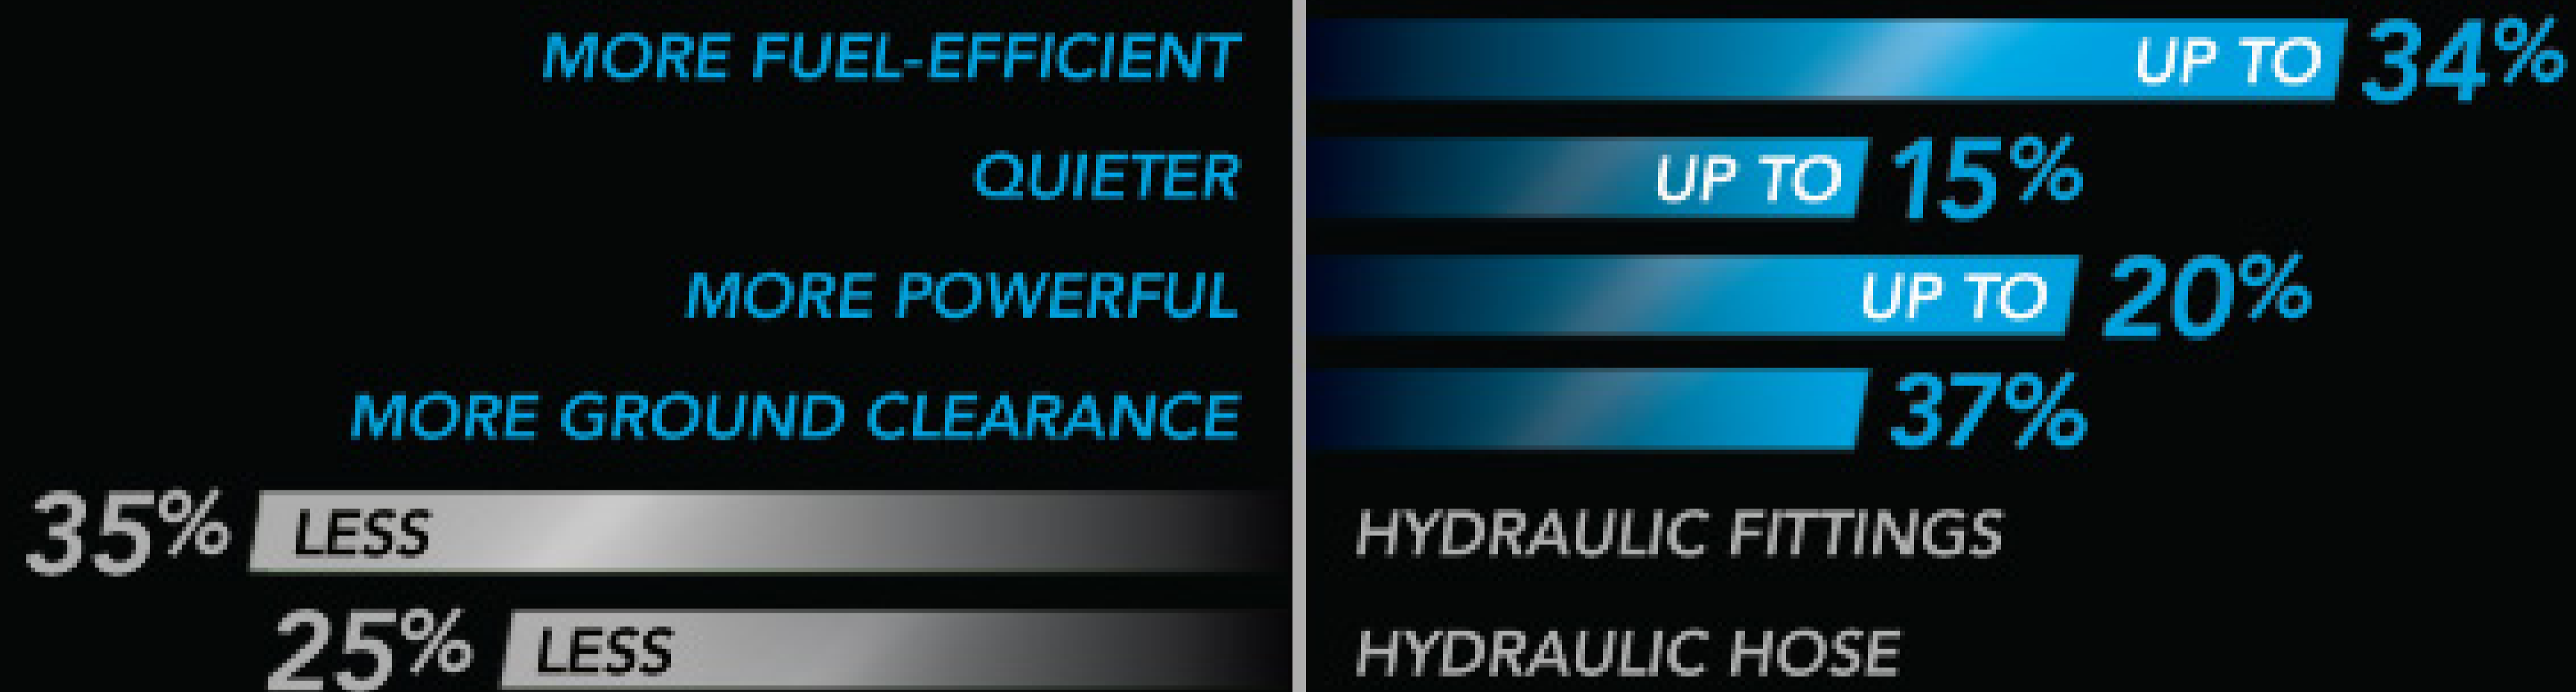 MORE FUEL-EFFICIENT UP TO 34%
QUIETER UP TO 15%
MORE POWERFUL UP TO 20%
MORE GROUND CLEARANCE 37%
35% LESS HYDRAULIC FITTINGS
25% LESS HYDRAULIC HOSE